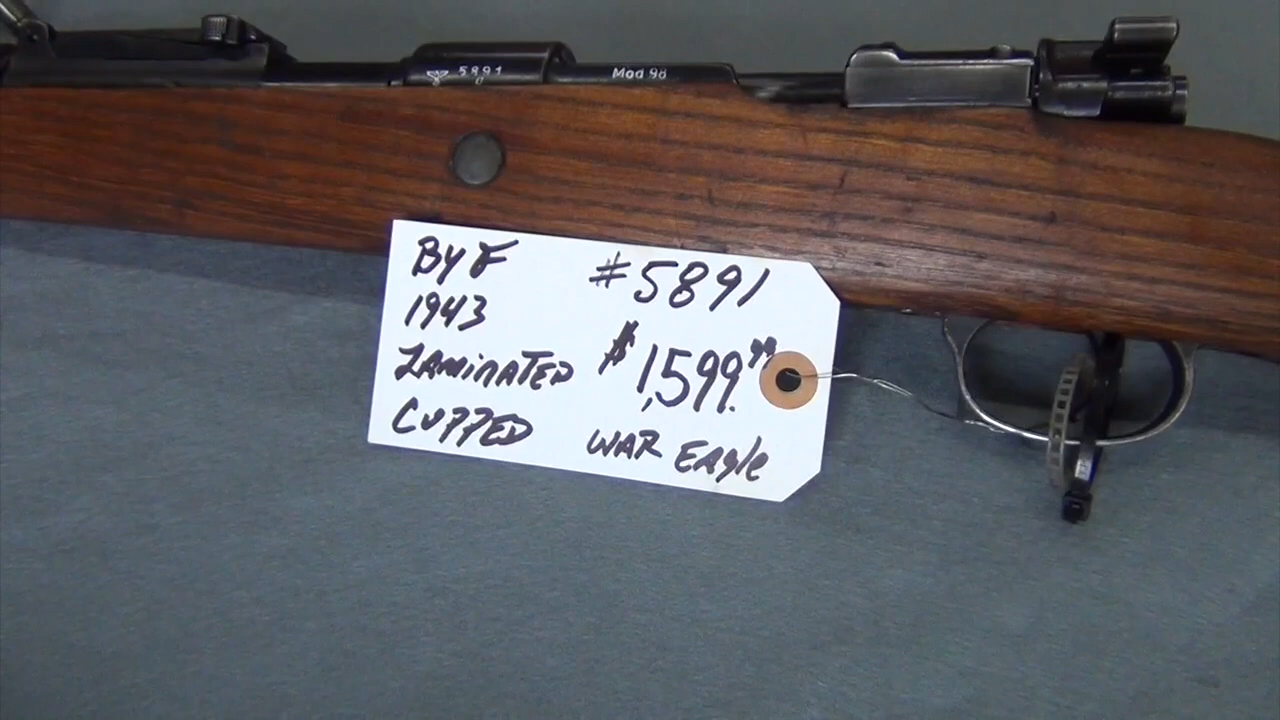 5891
Mod 98
ByF
1943
LAMINATED
CUPPED
#5891
$1,599.99
WAR EAgle